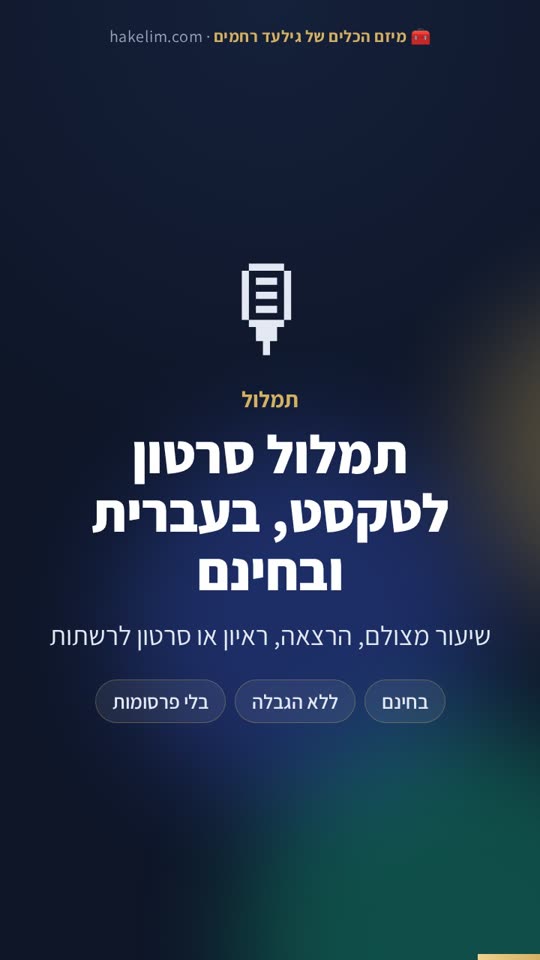 🧰 מיזם הכלים של גילעד רחמים · hakelim.com
תמלול
תמלול סרטון
לטקסט, בעברית
ובחינם
שיעור מצולם, הרצאה, ראיון או סרטון לרשתות
בחינם
ללא הגבלה
בלי פרסומות